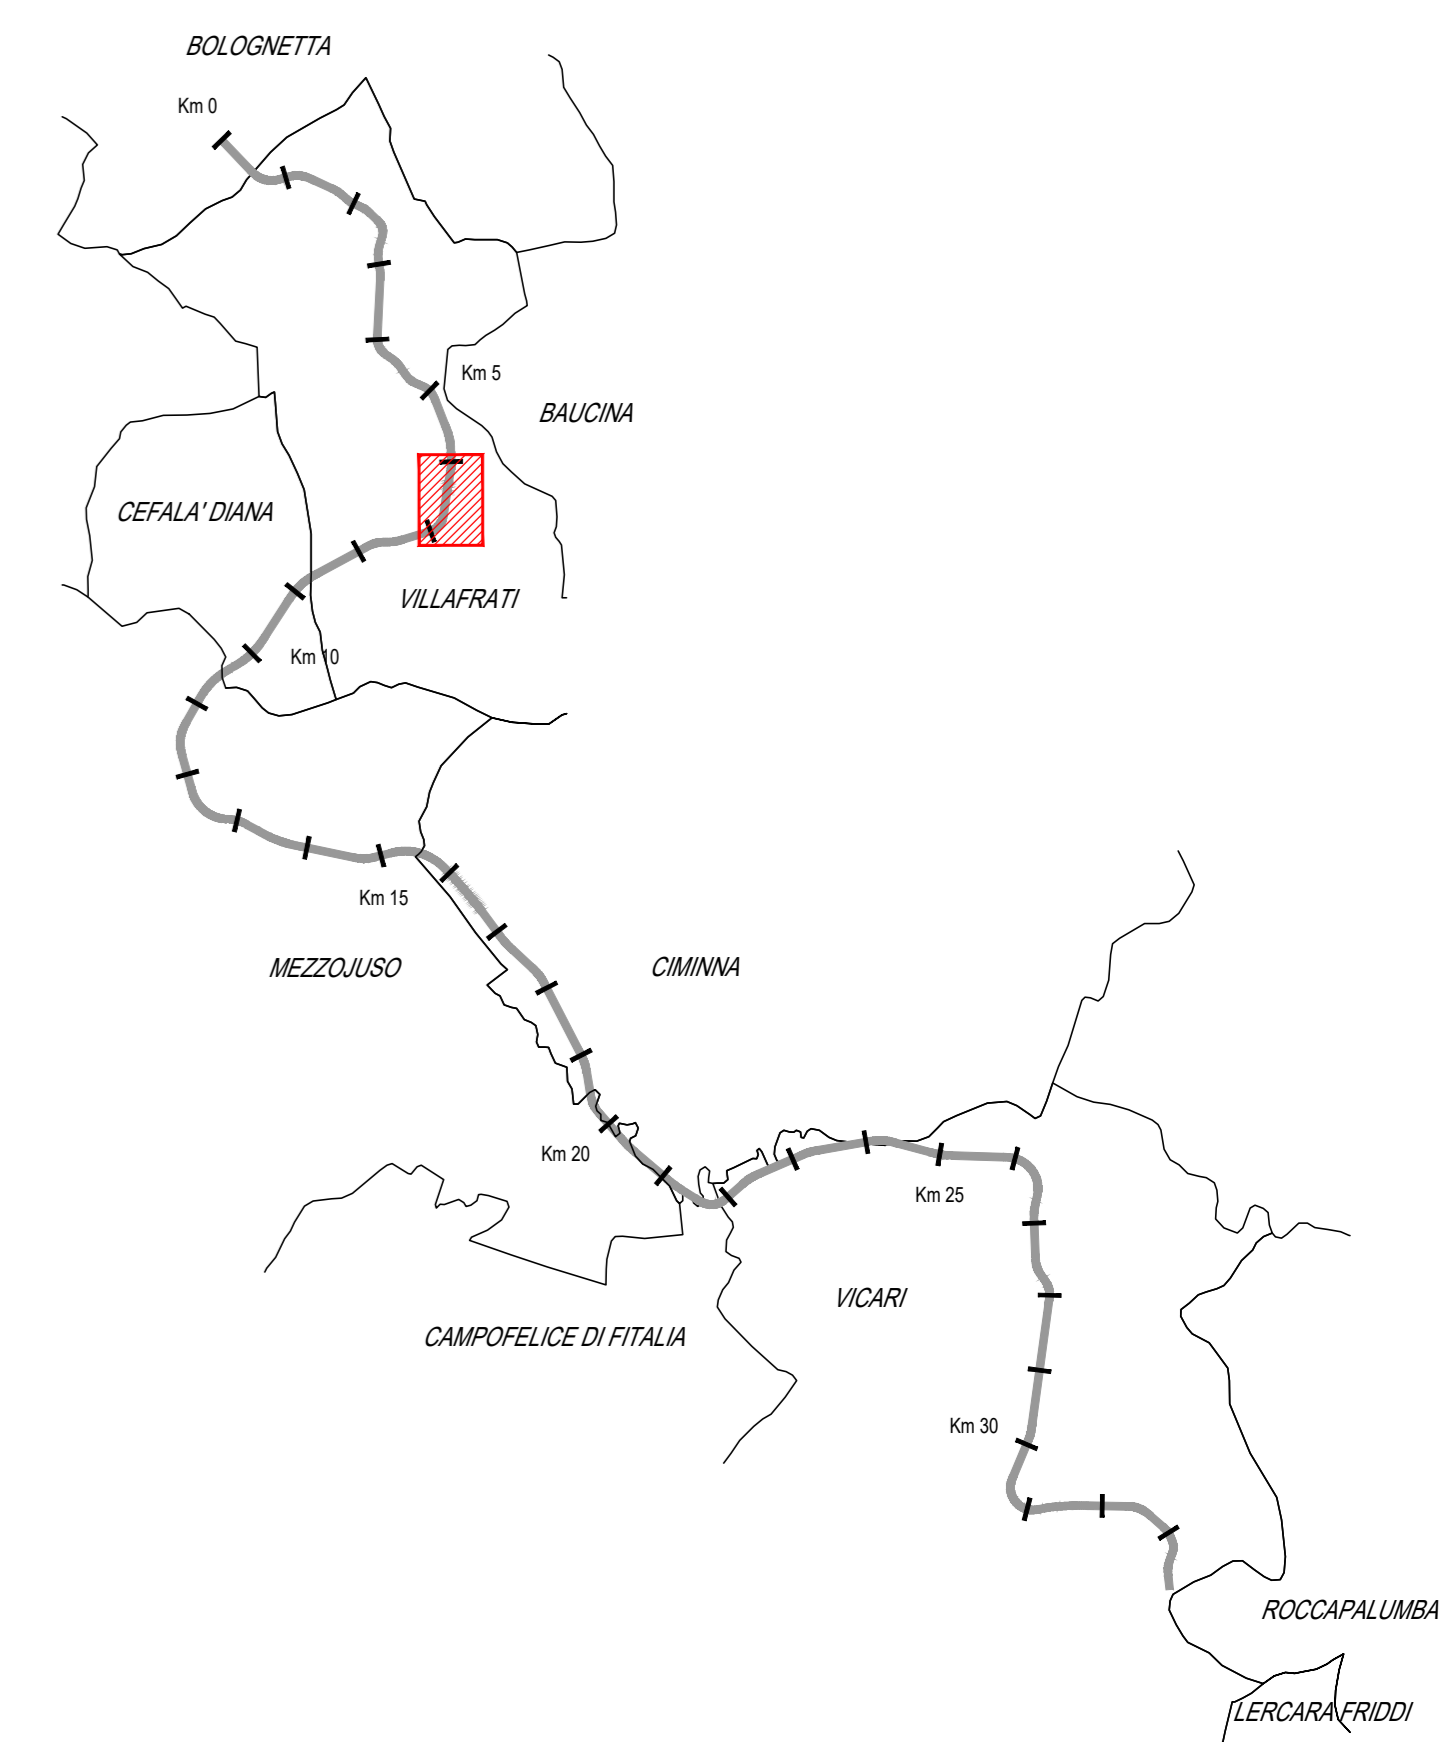 BOLOGNETTA
Km 0
Km 5
BAUCINA
CEFALA' DIANA
VILLAFRATI
Km 10
Km 15
MEZZOJUSO
CIMINNA
Km 20
Km 25
VICARI
CAMPOFELICE DI FITALIA
Km 30
ROCCAPALUMBA
LERCARA FRIDDI